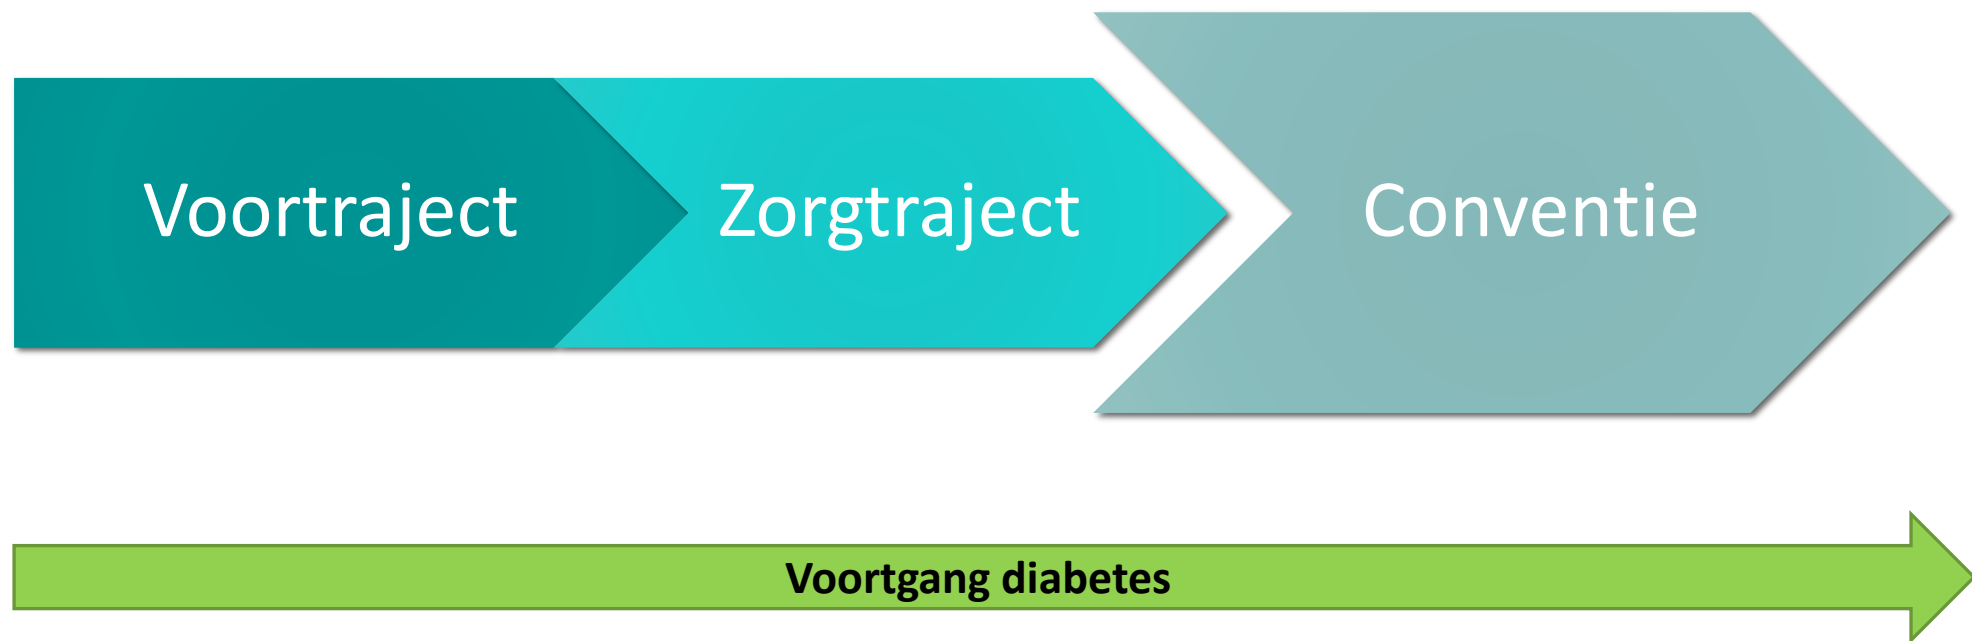 Voortraject
Zorgtraject
Conventie
Voortgang diabetes